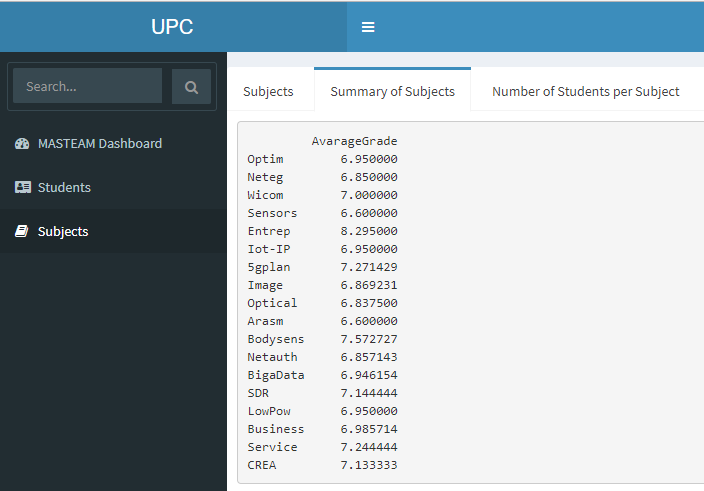 UPC
Search...
MASTEAM Dashboard
Students
Subjects
Subjects Summary of Subjects Number of Students per Subject
AvarageGrade
Optim 6.950000
Neteg 6.850000
Wicom 7.000000
Sensors 6.600000
Entrep 8.295000
Iot-IP 6.950000
5gplan 7.271429
Image 6.869231
Optical 6.837500
Arasm 6.600000
Bodysens 7.572727
Netauth 6.857143
BigaData 6.946154
SDR 7.144444
LowPow 6.950000
Business 6.985714
Service 7.244444
CREA 7.133333